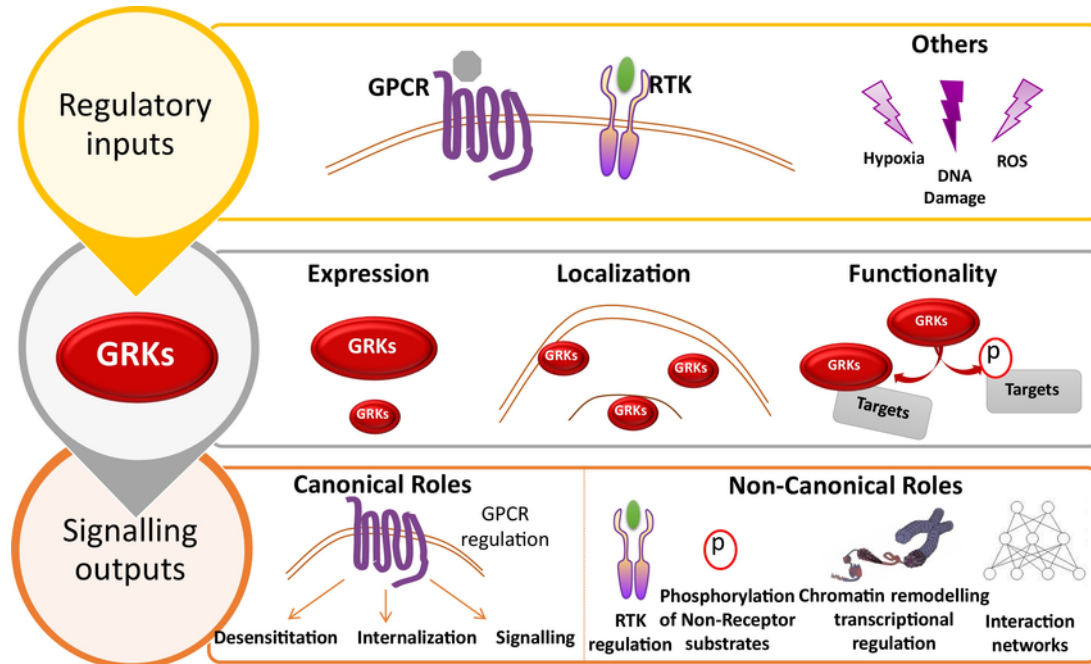 Regulatory
inputs
GPCR
RTK
Others
Hypoxia
DNA
Damage
ROS
GRKs
Expression
GRKs
GRKs
Localization
GRKs
GRKs
GRKs
Functionality
GRKs
GRKs
Targets
p
Targets
Signalling
outputs
Canonical Roles
GPCR
regulation
Desensititation
Internalization
Signalling
Non-Canonical Roles
RTK
regulation
p
Phosphorylation
of Non-Receptor
substrates
Chromatin remodelling
transcriptional
regulation
Interaction
networks